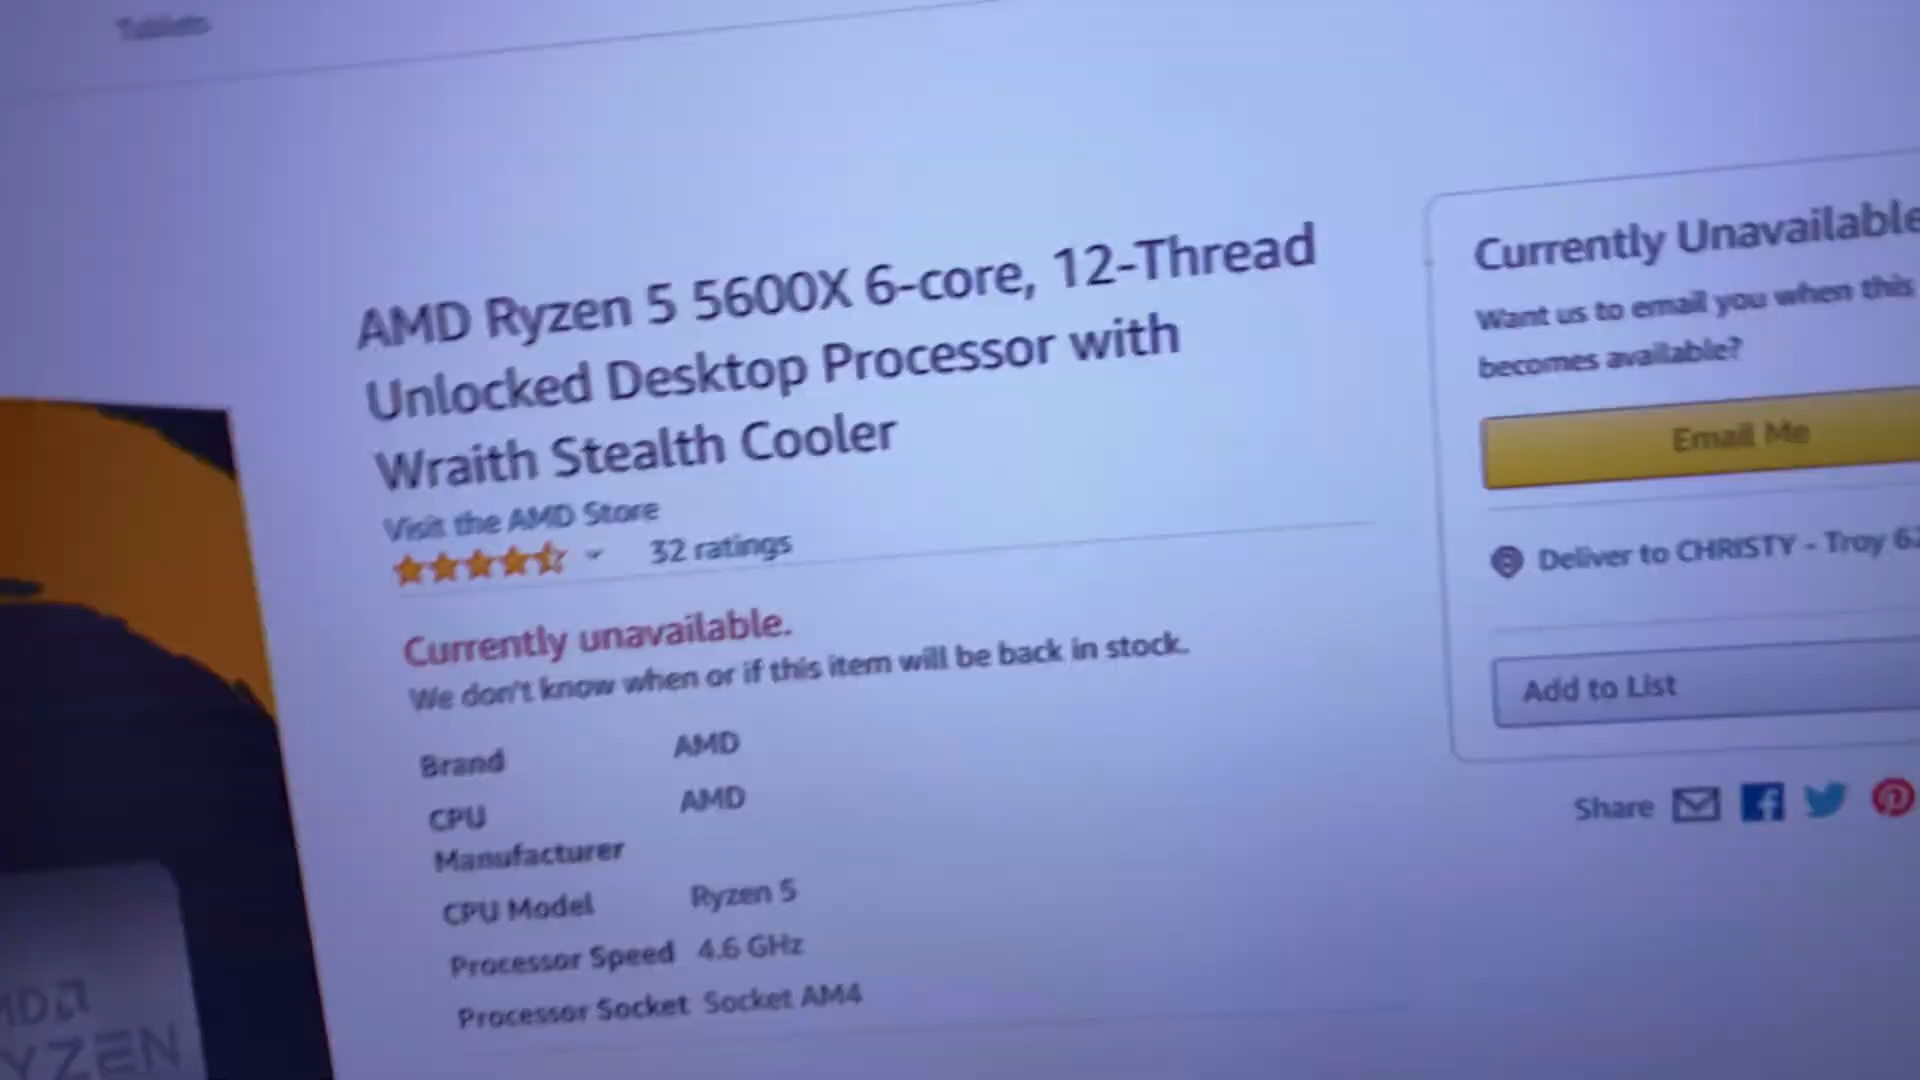 Tablets
AMD Ryzen 5 5600X 6-core, 12-Thread
Unlocked Desktop Processor with
Wraith Stealth Cooler
Visit the AMD Store
32 ratings
Currently unavailable.
We don't know when or if this item will be back in stock.
Brand AMD
CPU AMD
Manufacturer
CPU Model Ryzen 5
Processor Speed 4.6 GHz
Processor Socket Socket AM4
Currently Unavailable
Want us to email you when this
becomes available?
Email Me
Deliver to CHRISTY - Troy 62
Add to List
Share